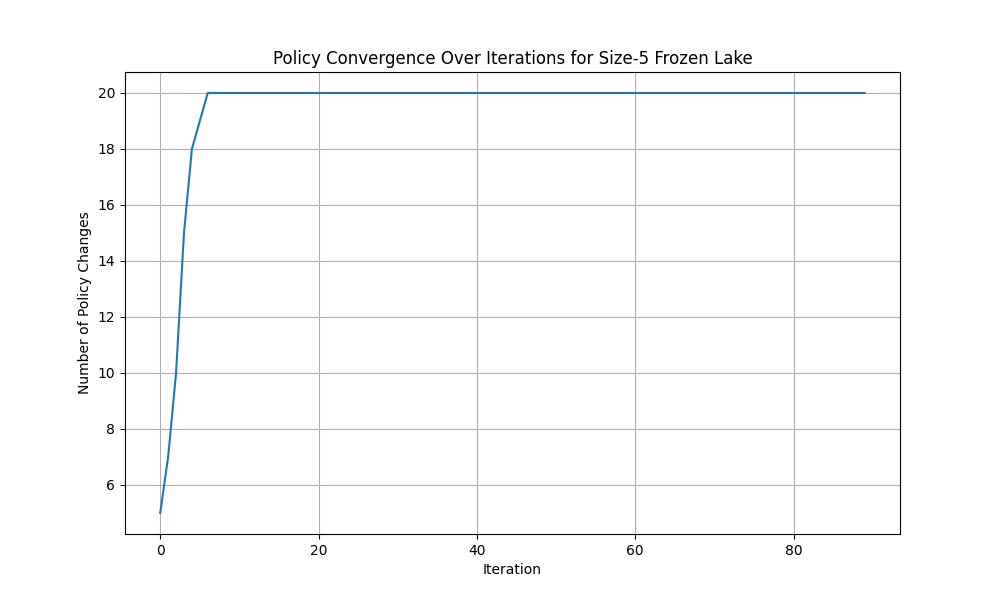 Policy Convergence Over Iterations for Size-5 Frozen Lake
Number of Policy Changes
20
18
16
14
12
10
8
6
0 20 40 60 80
Iteration